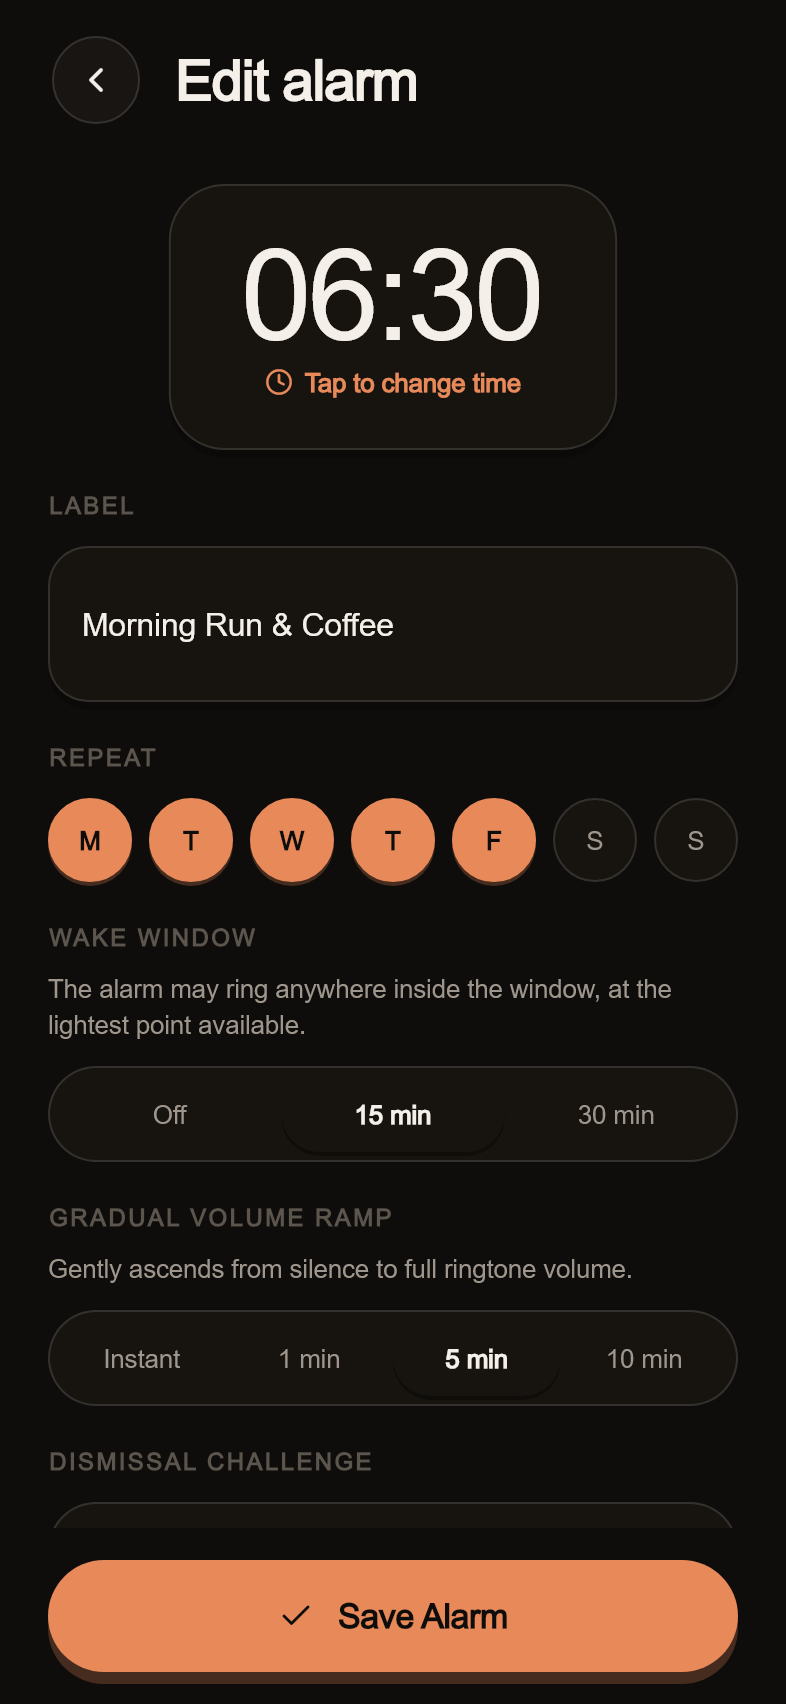 Edit alarm
06:30
Tap to change time
LABEL
Morning Run & Coffee
REPEAT
M T W T F S S
WAKE WINDOW
The alarm may ring anywhere inside the window, at the
lightest point available.
Off 15 min 30 min
GRADUAL VOLUME RAMP
Gently ascends from silence to full ringtone volume.
Instant 1 min 5 min 10 min
DISMISSAL CHALLENGE
Save Alarm